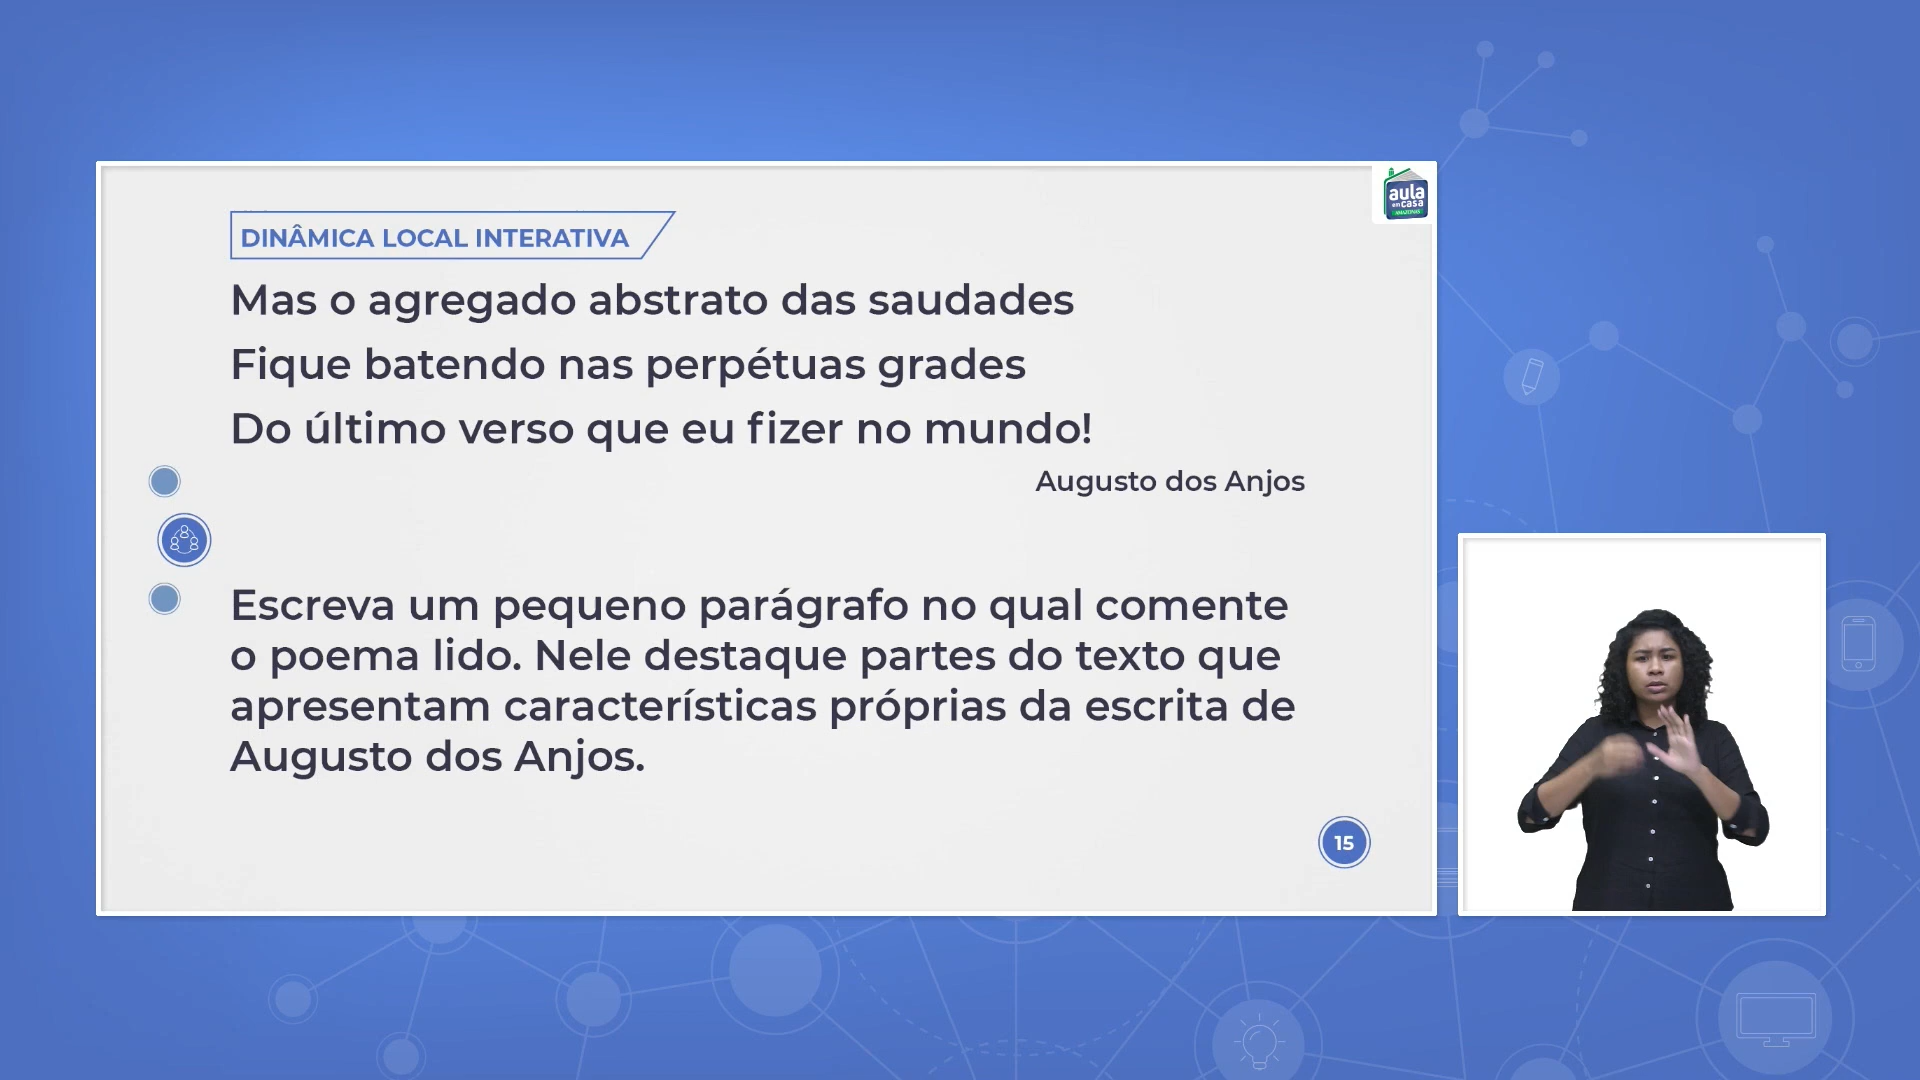 aula
em casa
AMAZONAS
DINÂMICA LOCAL INTERATIVA
Mas o agregado abstrato das saudades
Fique batendo nas perpétuas grades
Do último verso que eu fizer no mundo!
Augusto dos Anjos
Escreva um pequeno parágrafo no qual comente
o poema lido. Nele destaque partes do texto que
apresentam características próprias da escrita de
Augusto dos Anjos.
15